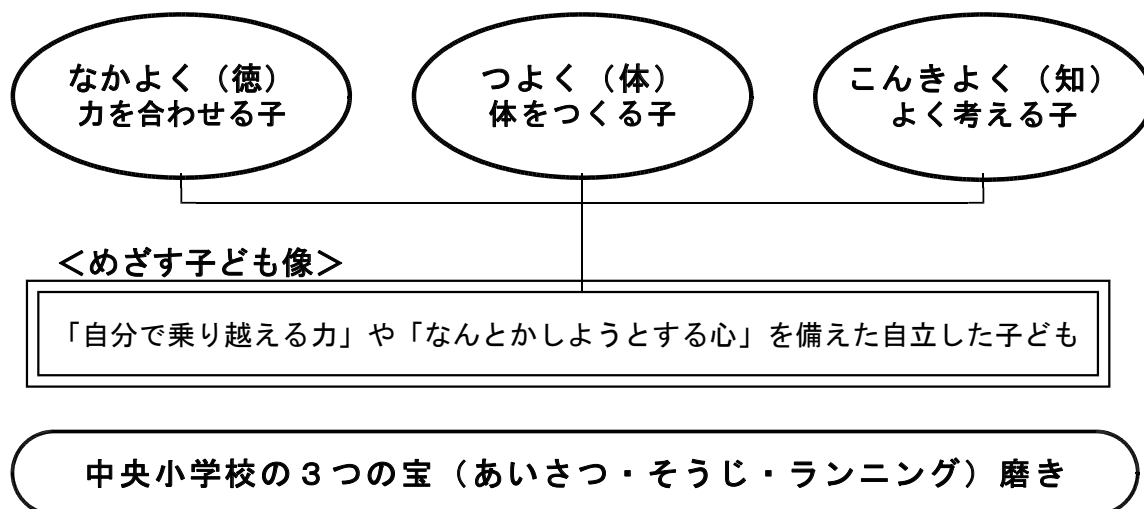 なかよく（徳）
力を合わせる子
つよく（体）
体をつくる子
こんきよく（知）
よく考える子
＜めざす子ども像＞
「自分で乗り越える力」や「なんとかしようとする心」を備えた自立した子ども
中央小学校の３つの宝（あいさつ・そうじ・ランニング）磨き